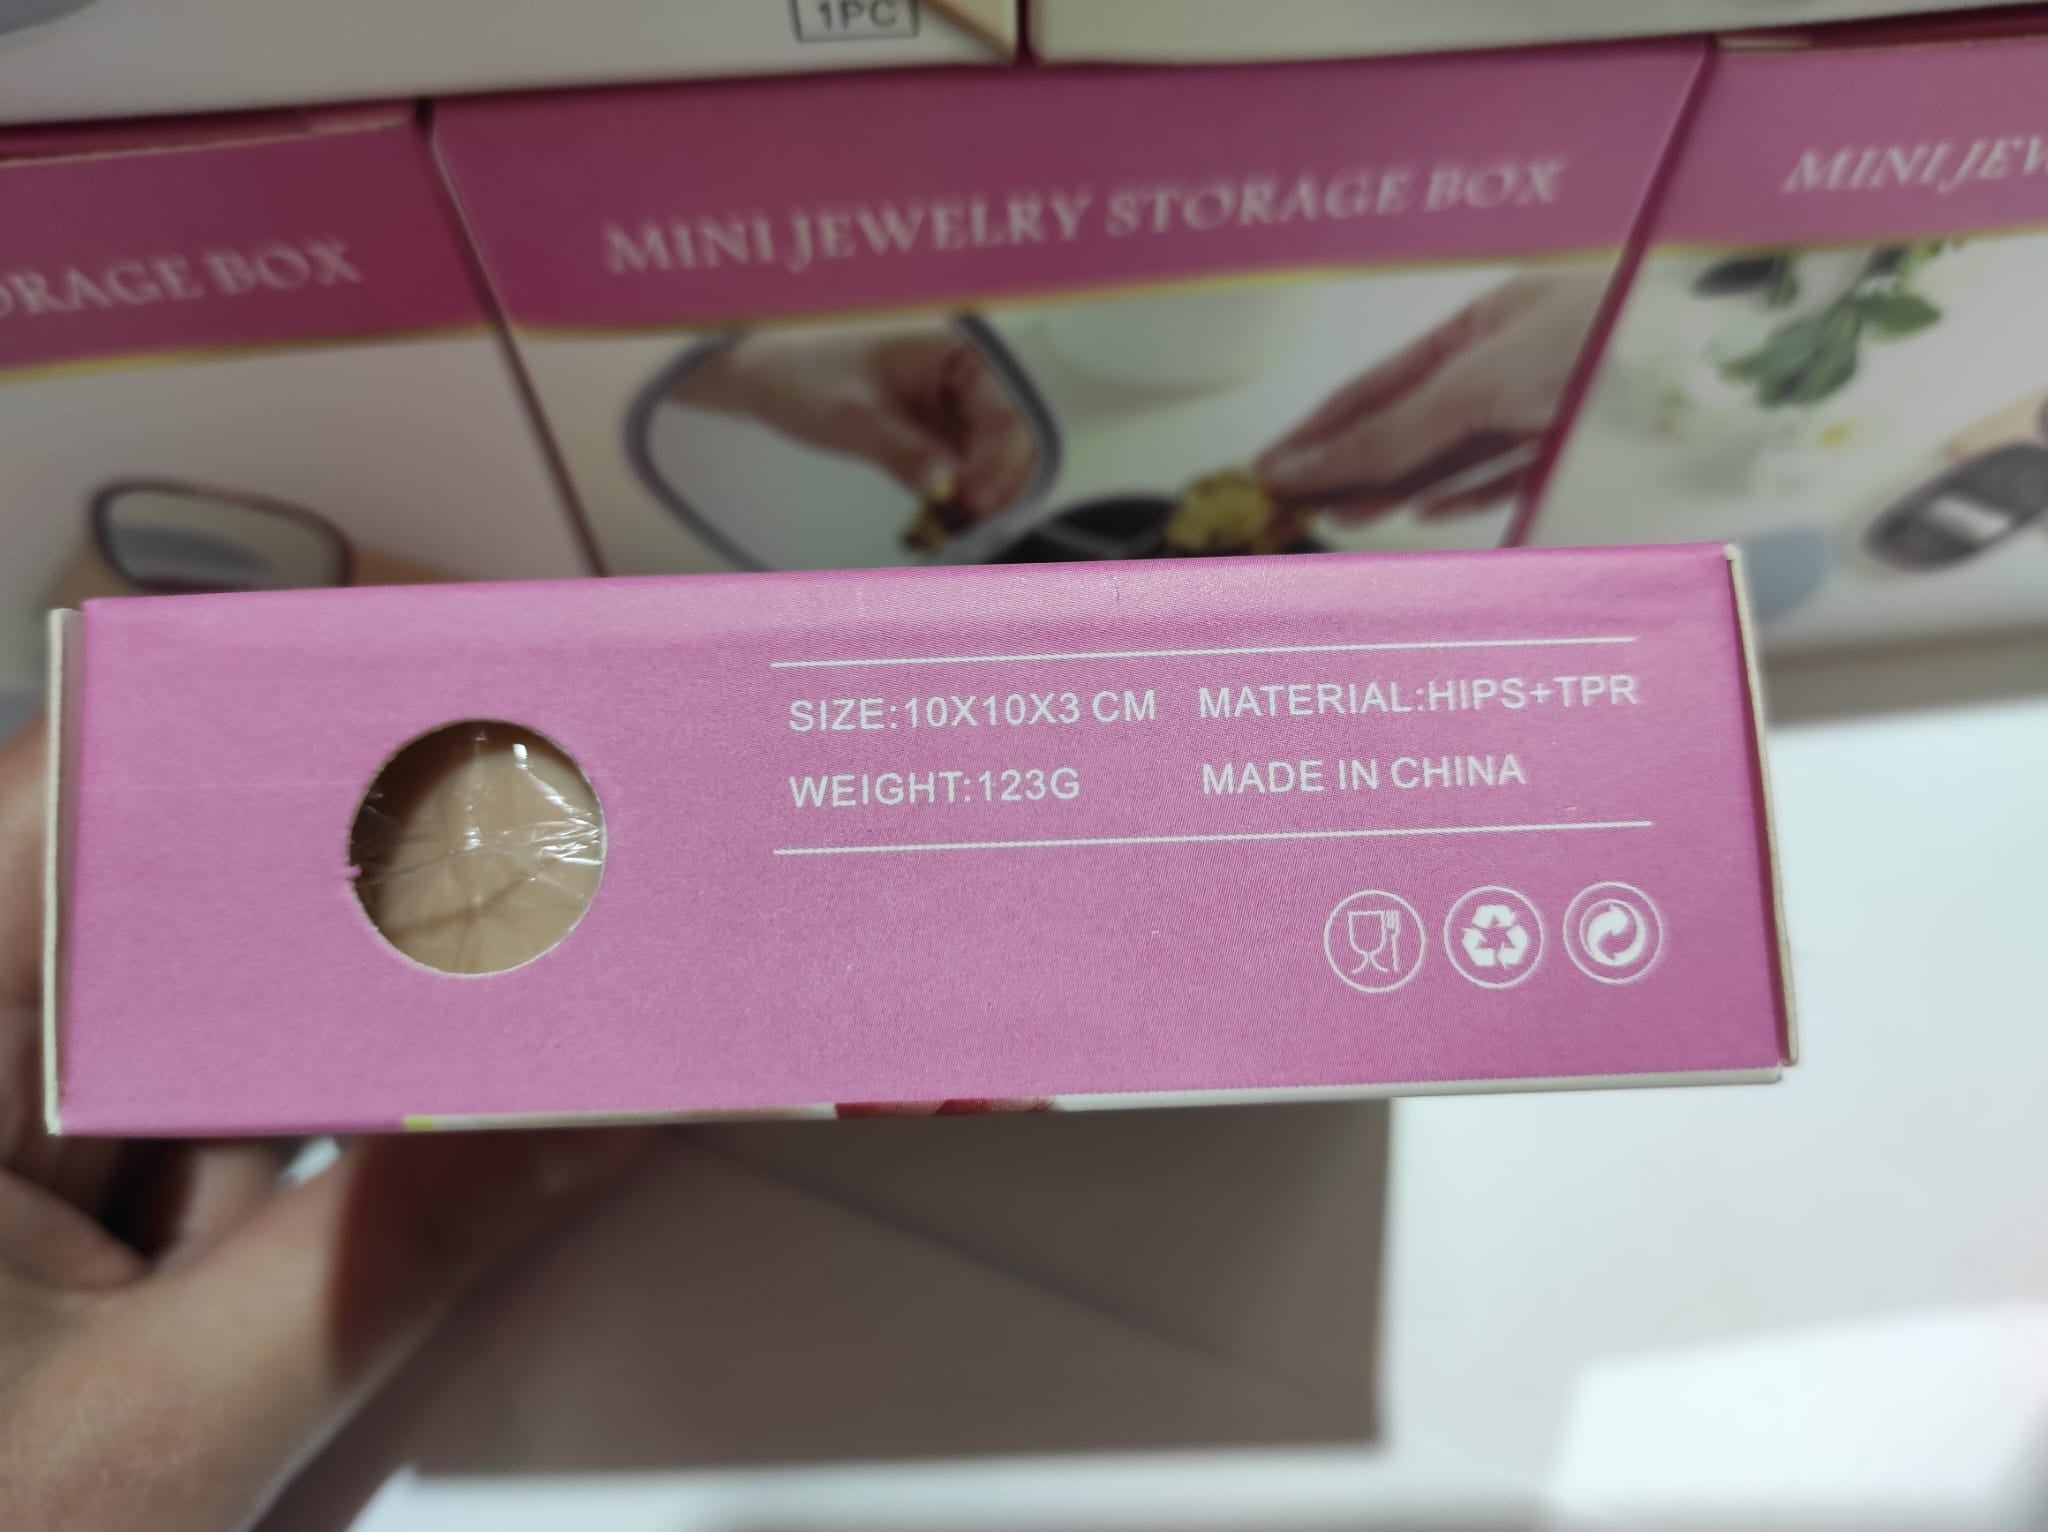 1PC
ORAGE BOX
MINI JEWELRY STORAGE BOX
MINI JEW
SIZE:10X10X3 CM MATERIAL:HIPS+TPR
WEIGHT:123G MADE IN CHINA